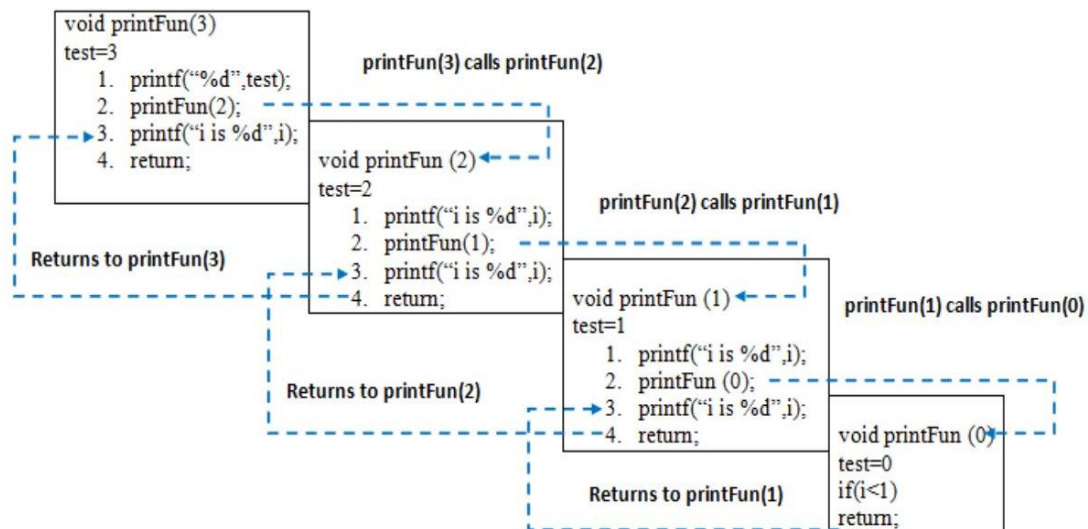 void printFun(3)
test=3
1. printf(“%d”,test);
2. printFun(2);
3. printf(“i is %d”,i);
4. return;
printFun(3) calls printFun(2)
void printFun (2)
test=2
1. printf(“i is %d”,i);
2. printFun(1);
3. printf(“i is %d”,i);
4. return;
Returns to printFun(3)
printFun(2) calls printFun(1)
void printFun (1)
test=1
1. printf(“i is %d”,i);
2. printFun (0);
3. printf(“i is %d”,i);
4. return;
Returns to printFun(2)
printFun(1) calls printFun(0)
void printFun (0)
test=0
if(i<1)
return;
Returns to printFun(1)